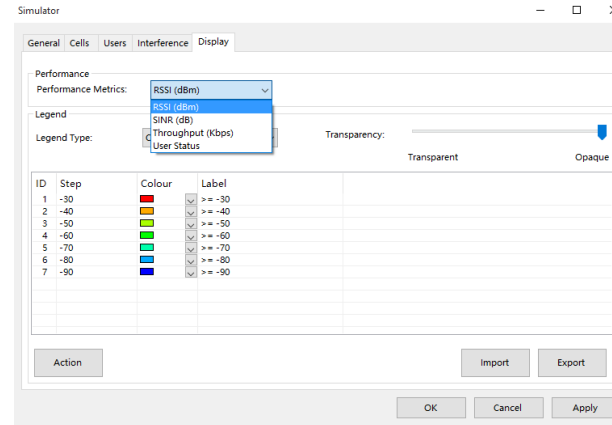 Simulator
General Cells Users Interference Display
Performance
Performance Metrics: RSSI (dBm)
RSSI (dBm)
SINR (dB)
Throughput (Kbps)
User Status
Legend
Legend Type:
Transparency:
Transparent Opaque
ID Step Colour Label
1 -30 >= -30
2 -40 >= -40
3 -50 >= -50
4 -60 >= -60
5 -70 >= -70
6 -80 >= -80
7 -90 >= -90
Action Import Export
OK Cancel Apply